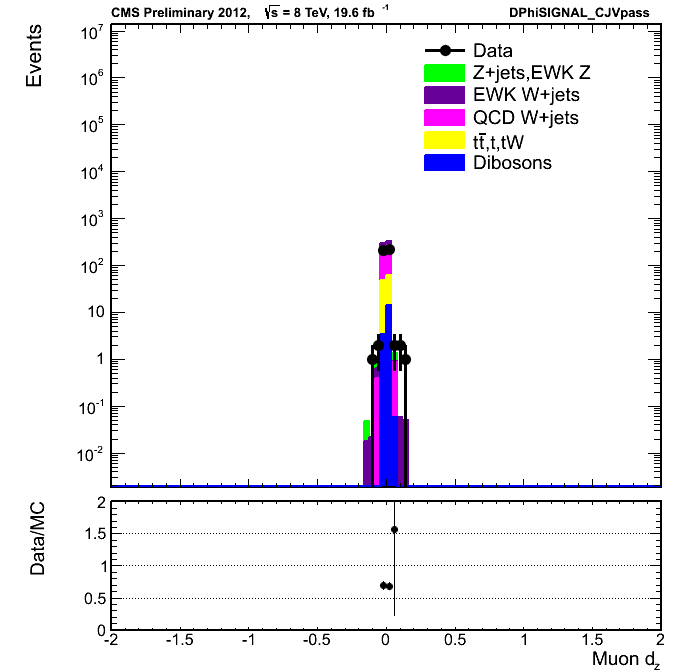 CMS Preliminary 2012, √s = 8 TeV, 19.6 fb⁻¹ DPhiSIGNAL_CJVpass
Events
10⁷
10⁶
10⁵
10⁴
10³
10²
10
1
10⁻¹
10⁻²
Data
Z+jets,EWK Z
EWK W+jets
QCD W+jets
tt̅,t,tW
Dibosons
Data/MC
2
1.5
1
0.5
0
-2 -1.5 -1 -0.5 0 0.5 1 1.5 2
Muon d_z